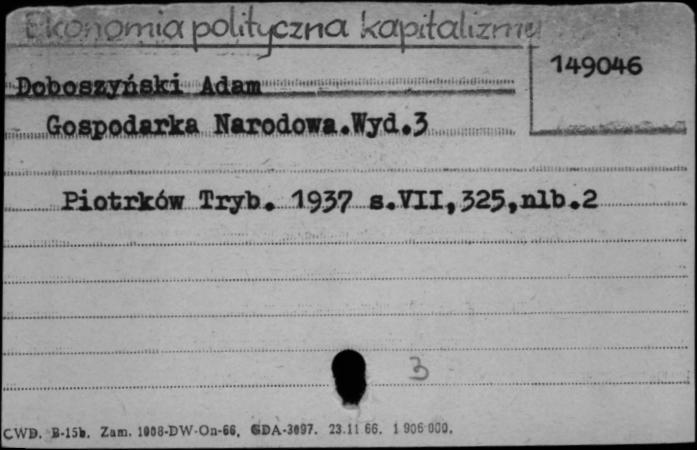 Ekonomia polityczna kapitalizmu
149046
Doboszyński Adam
Gospodarka Narodowa.Wyd.3
Piotrków Tryb. 1937 s.VII,325,nlb.2
3
CWD. B-15b. Zam. 1008-DW-On-66. GDA-3097. 23.11 66. 1 906 000.